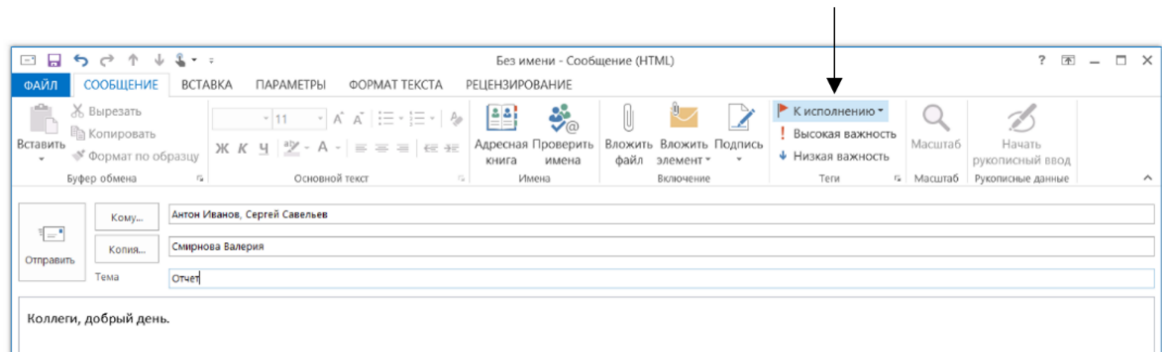 Без имени - Сообщение (HTML) ?
ФАЙЛ СООБЩЕНИЕ ВСТАВКА ПАРАМЕТРЫ ФОРМАТ ТЕКСТА РЕЦЕНЗИРОВАНИЕ
Вставить
Вырезать
Копировать
Формат по образцу
Буфер обмена
11
Ж К Ч
А
Основной текст
Адресная книга
Проверить имена
Имена
Вложить файл
Вложить элемент
Подпись
Включение
К исполнению
Высокая важность
Низкая важность
Теги
Масштаб
Масштаб
Начать рукописный ввод
Рукописные данные
Отправить
Кому... Антон Иванов, Сергей Савельев
Копия... Смирнова Валерия
Тема Отчет
Коллеги, добрый день.